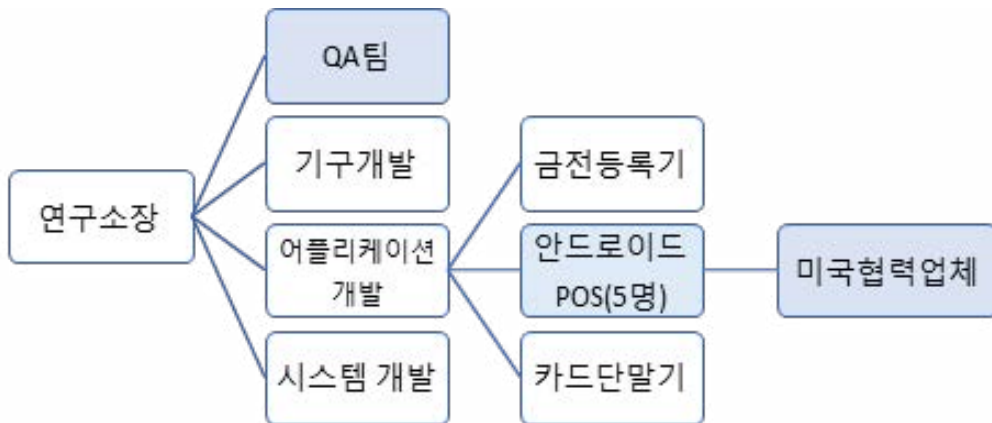 QA팀
기구개발
금전등록기
연구소장
어플리케이션
개발
안드로이드
POS(5명)
미국협력업체
시스템 개발
카드단말기